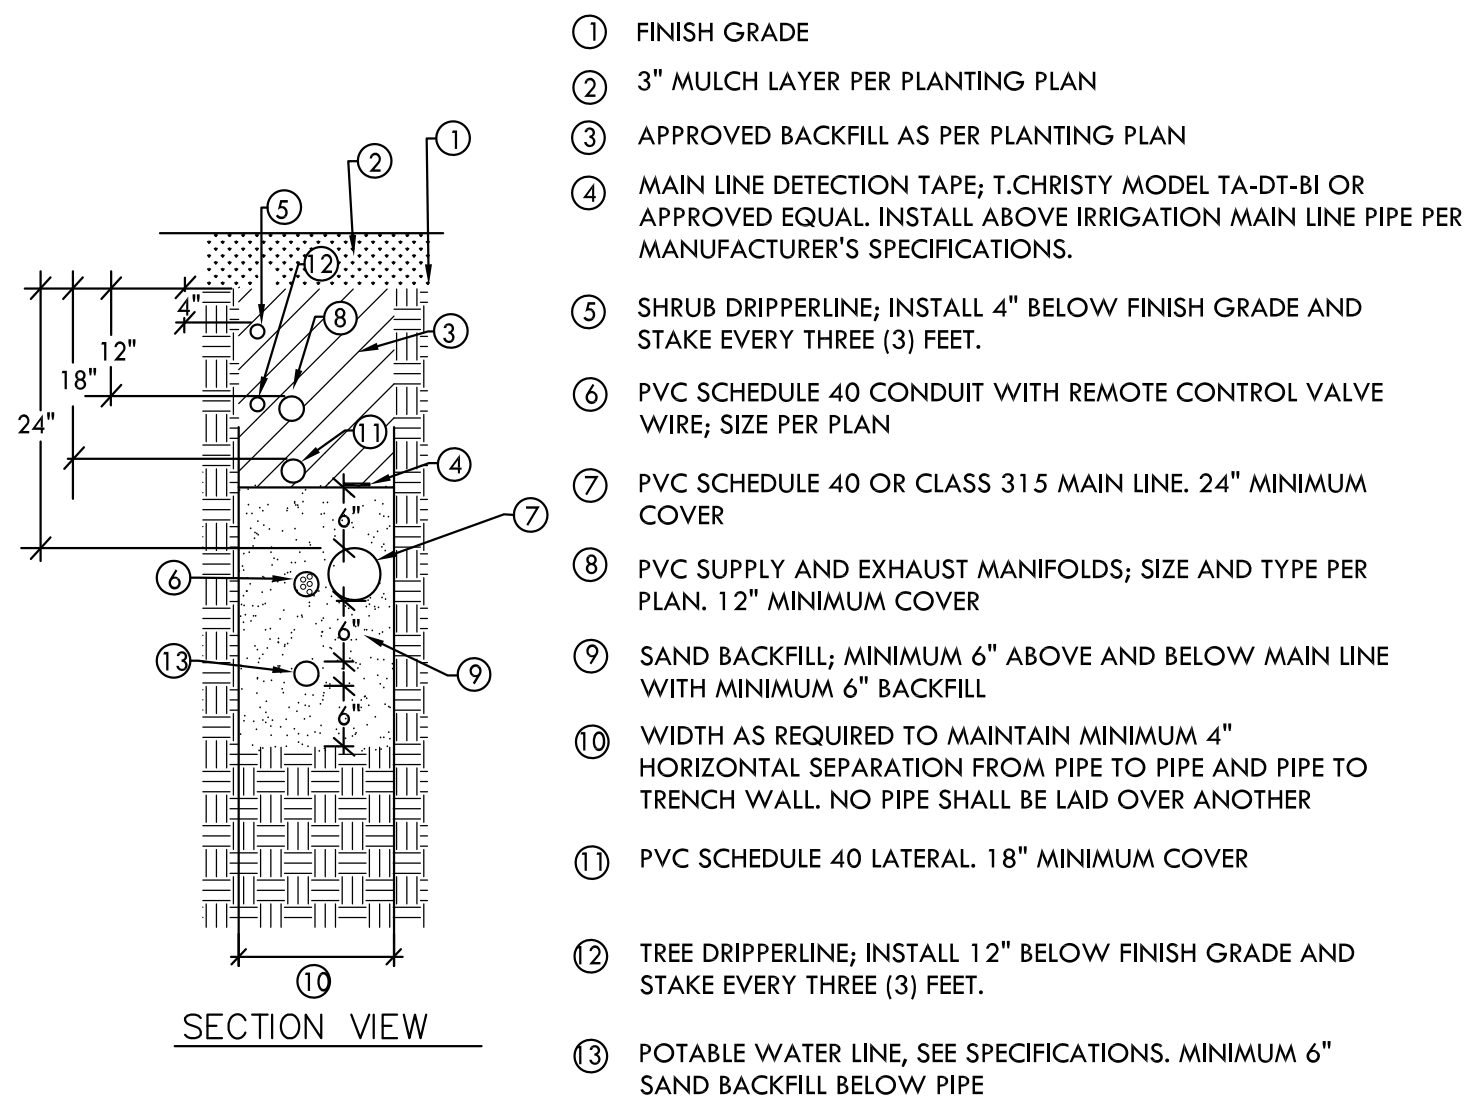 ① FINISH GRADE
② 3" MULCH LAYER PER PLANTING PLAN
③ APPROVED BACKFILL AS PER PLANTING PLAN
④ MAIN LINE DETECTION TAPE; T.CHRISTY MODEL TA-DT-BI OR
APPROVED EQUAL. INSTALL ABOVE IRRIGATION MAIN LINE PIPE PER
MANUFACTURER'S SPECIFICATIONS.
⑤ SHRUB DRIPPERLINE; INSTALL 4" BELOW FINISH GRADE AND
STAKE EVERY THREE (3) FEET.
⑥ PVC SCHEDULE 40 CONDUIT WITH REMOTE CONTROL VALVE
WIRE; SIZE PER PLAN
⑦ PVC SCHEDULE 40 OR CLASS 315 MAIN LINE. 24" MINIMUM
COVER
⑧ PVC SUPPLY AND EXHAUST MANIFOLDS; SIZE AND TYPE PER
PLAN. 12" MINIMUM COVER
⑨ SAND BACKFILL; MINIMUM 6" ABOVE AND BELOW MAIN LINE
WITH MINIMUM 6" BACKFILL
⑩ WIDTH AS REQUIRED TO MAINTAIN MINIMUM 4"
HORIZONTAL SEPARATION FROM PIPE TO PIPE AND PIPE TO
TRENCH WALL. NO PIPE SHALL BE LAID OVER ANOTHER
⑪ PVC SCHEDULE 40 LATERAL. 18" MINIMUM COVER
⑫ TREE DRIPPERLINE; INSTALL 12" BELOW FINISH GRADE AND
STAKE EVERY THREE (3) FEET.
⑬ POTABLE WATER LINE, SEE SPECIFICATIONS. MINIMUM 6"
SAND BACKFILL BELOW PIPE
①
②
⑤
⑫
4"
⑧
③
12"
18"
24"
⑪
④
6"
⑦
⑥
6"
⑬
⑨
6"
⑩
SECTION VIEW